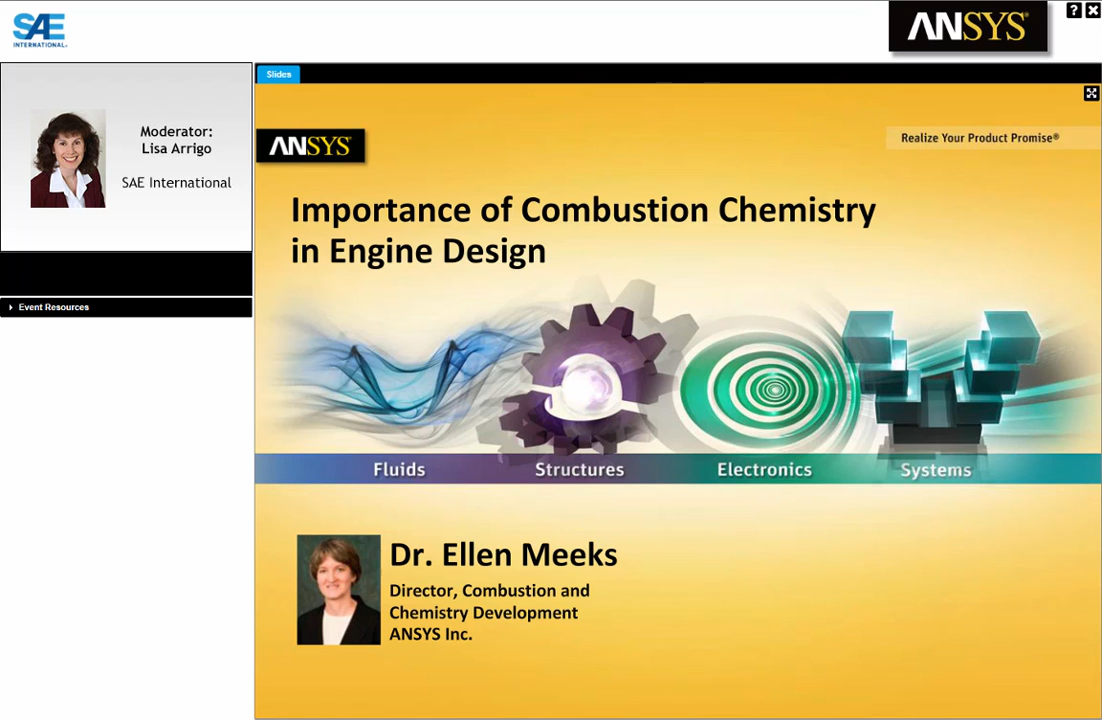 SAE
INTERNATIONAL®
ANSYS®
?
Moderator:
Lisa Arrigo
SAE International
Event Resources
Slides
ANSYS®
Realize Your Product Promise®
Importance of Combustion Chemistry
in Engine Design
Fluids
Structures
Electronics
Systems
Dr. Ellen Meeks
Director, Combustion and
Chemistry Development
ANSYS Inc.